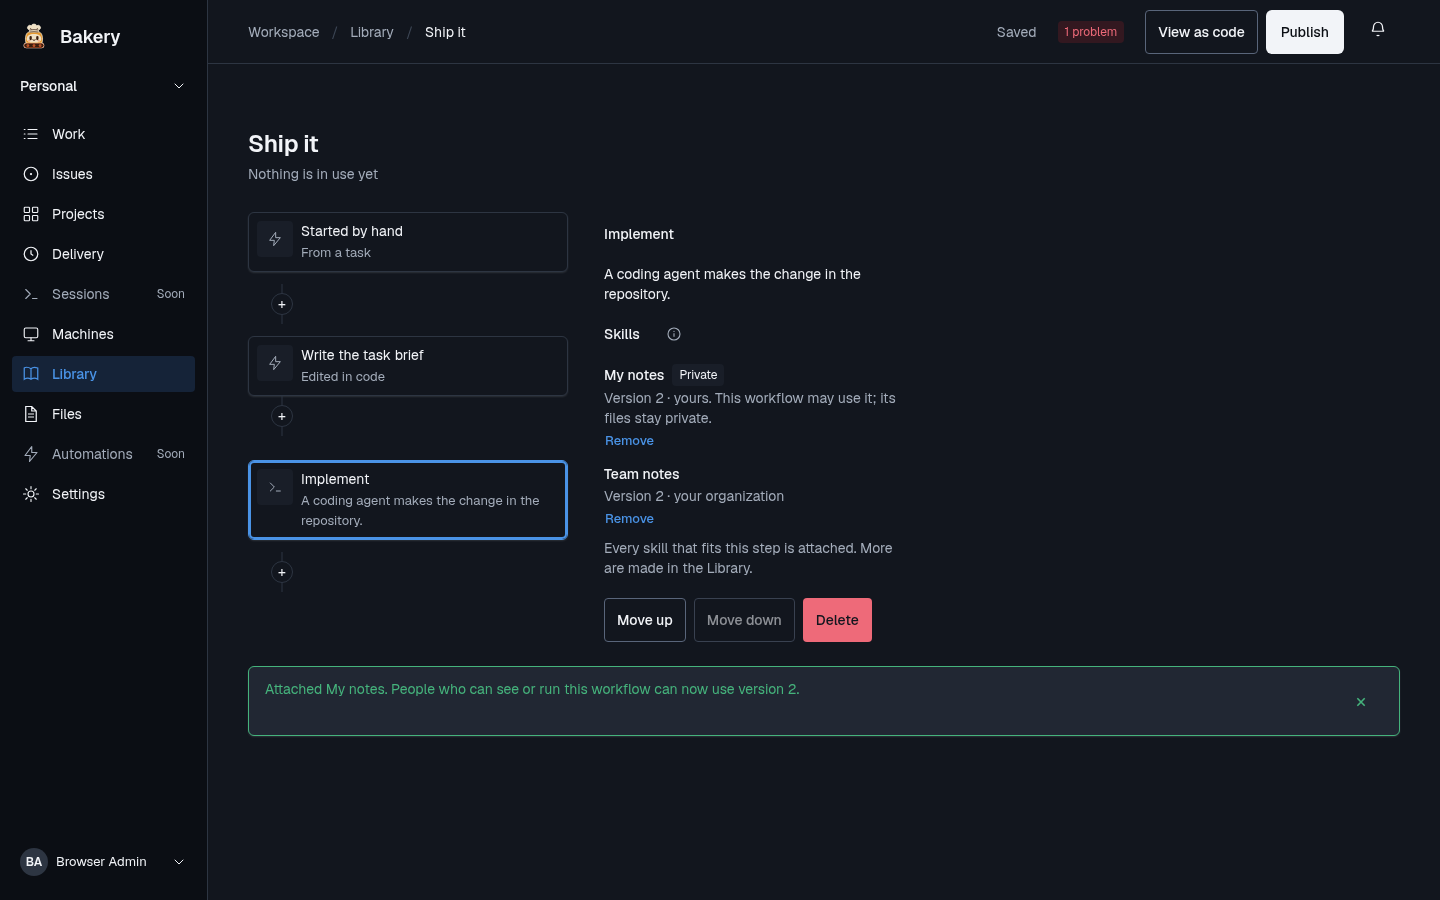 Bakery
Personal
Work
Issues
Projects
Delivery
Sessions Soon
Machines
Library
Files
Automations Soon
Settings
BA Browser Admin
Workspace / Library / Ship it
Saved 1 problem View as code Publish
Ship it
Nothing is in use yet
Started by hand
From a task
+
Write the task brief
Edited in code
+
Implement
A coding agent makes the change in the
repository.
+
Implement
A coding agent makes the change in the
repository.
Skills
My notes Private
Version 2 · yours. This workflow may use it; its
files stay private.
Remove
Team notes
Version 2 · your organization
Remove
Every skill that fits this step is attached. More
are made in the Library.
Move up Move down Delete
Attached My notes. People who can see or run this workflow can now use version 2.